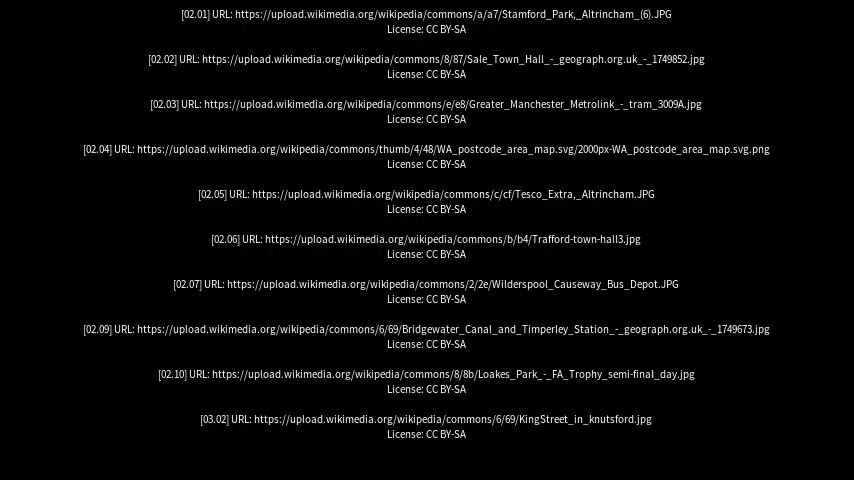 [02.01] URL: https://upload.wikimedia.org/wikipedia/commons/a/a7/Stamford_Park,_Altrincham_(6).JPG
License: CC BY-SA
[02.02] URL: https://upload.wikimedia.org/wikipedia/commons/8/87/Sale_Town_Hall_-_geograph.org.uk_-_1749852.jpg
License: CC BY-SA
[02.03] URL: https://upload.wikimedia.org/wikipedia/commons/e/e8/Greater_Manchester_Metrolink_-_tram_3009A.jpg
License: CC BY-SA
[02.04] URL: https://upload.wikimedia.org/wikipedia/commons/thumb/4/48/WA_postcode_area_map.svg/2000px-WA_postcode_area_map.svg.png
License: CC BY-SA
[02.05] URL: https://upload.wikimedia.org/wikipedia/commons/c/cf/Tesco_Extra,_Altrincham.JPG
License: CC BY-SA
[02.06] URL: https://upload.wikimedia.org/wikipedia/commons/b/b4/Trafford-town-hall3.jpg
License: CC BY-SA
[02.07] URL: https://upload.wikimedia.org/wikipedia/commons/2/2e/Wilderspool_Causeway_Bus_Depot.JPG
License: CC BY-SA
[02.09] URL: https://upload.wikimedia.org/wikipedia/commons/6/69/Bridgewater_Canal_and_Timperley_Station_-_geograph.org.uk_-_1749673.jpg
License: CC BY-SA
[02.10] URL: https://upload.wikimedia.org/wikipedia/commons/8/8b/Loakes_Park_-_FA_Trophy_semi-final_day.jpg
License: CC BY-SA
[03.02] URL: https://upload.wikimedia.org/wikipedia/commons/6/69/KingStreet_in_knutsford.jpg
License: CC BY-SA